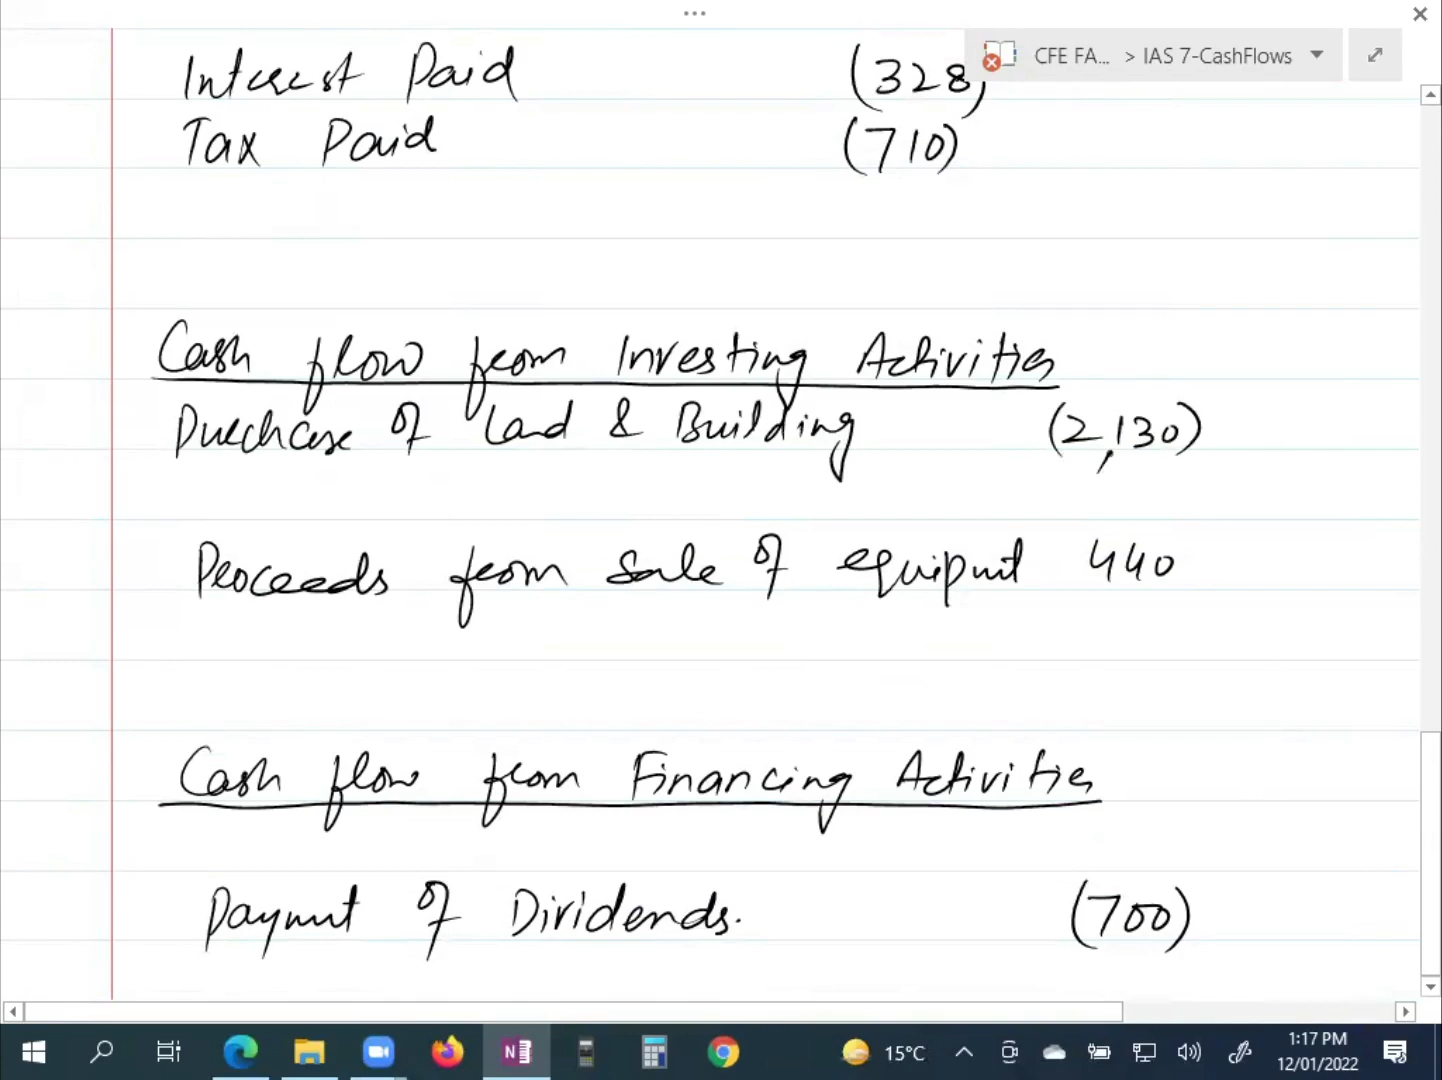 ...
CFE FA... > IAS 7-CashFlows
Interest Paid (328)
Tax Paid (710)
Cash flow from Investing Activities
Purchase of Land & Building (2,130)
Proceeds from sale of equipmt 440
Cash flow from Financing Activities
Paymnt of Dividends. (700)
15°C
1:17 PM
12/01/2022